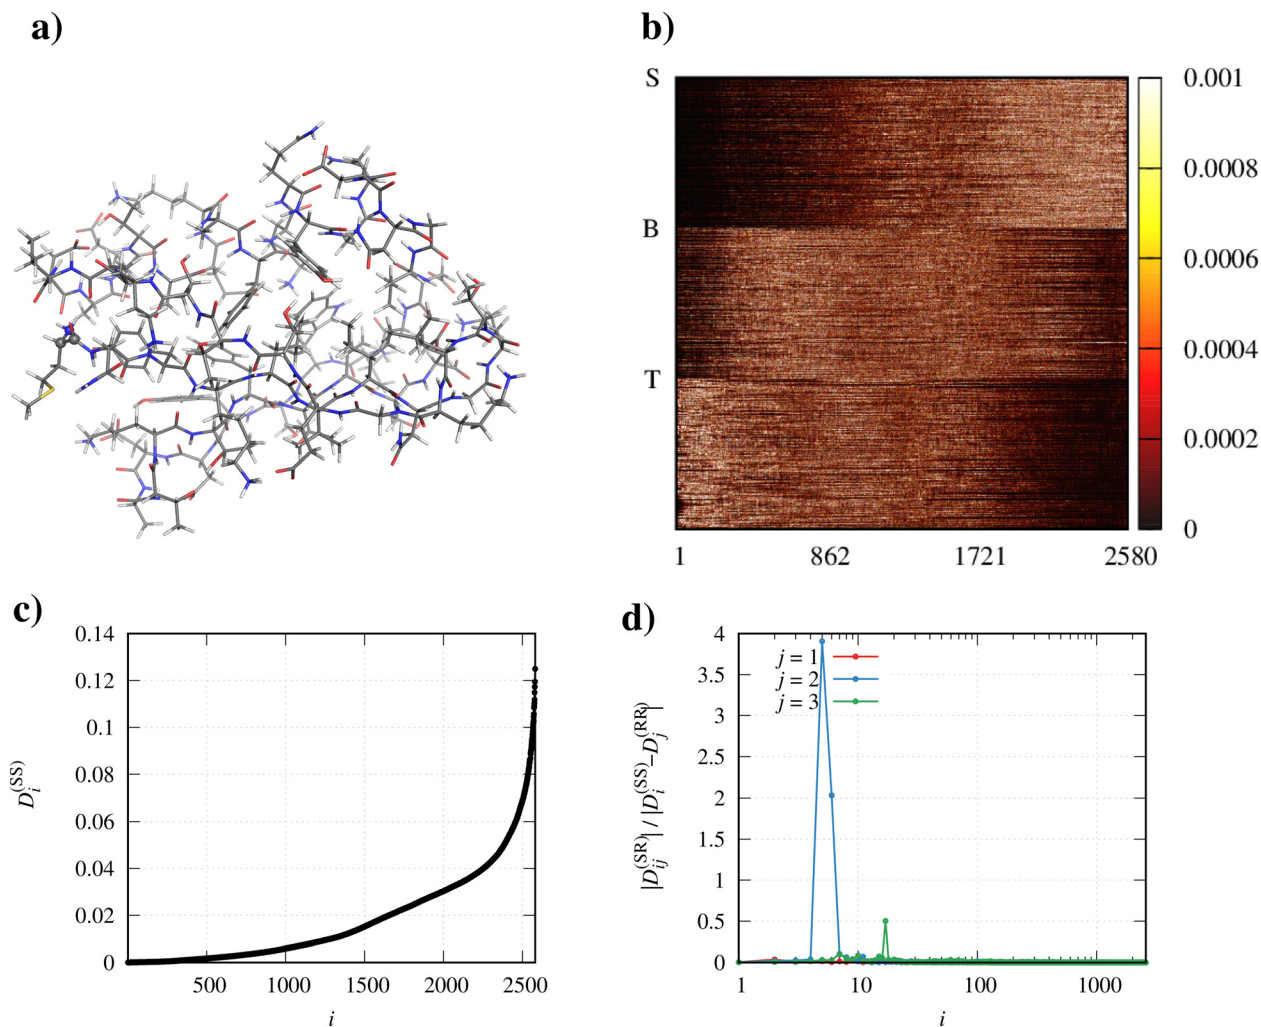 a)
b)
S
B
T
0.001
0.0008
0.0006
0.0004
0.0002
0
1 862 1721 2580
c)
0.14
0.12
0.1
0.08
0.06
0.04
0.02
0
500 1000 1500 2000 2500
i
D_i^(SS)
d)
4
3.5
3
2.5
2
1.5
1
0.5
0
j = 1
j = 2
j = 3
1 10 100 1000
i
|D_ij^(SR)| / |D_i^(SS)−D_j^(RR)|